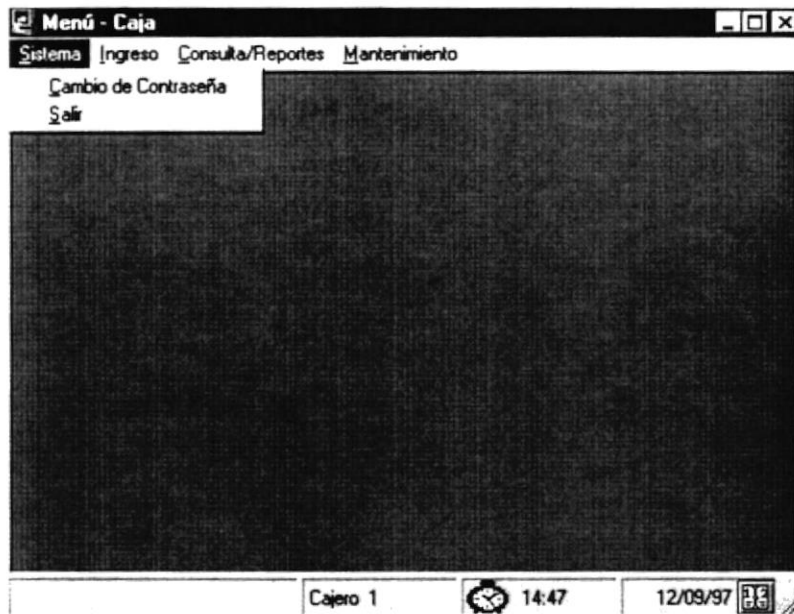 Menú - Caja
Sistema Ingreso Consulta/Reportes Mantenimiento
Cambio de Contraseña
Salir
Cajero 1 14:47 12/09/97